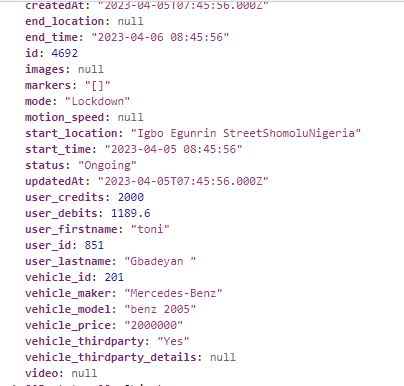 createdAt: "2023-04-05T07:45:56.000Z"
end_location: null
end_time: "2023-04-06 08:45:56"
id: 4692
images: null
markers: "[]"
mode: "Lockdown"
motion_speed: null
start_location: "Igbo Egunrin StreetShomoluNigeria"
start_time: "2023-04-05 08:45:56"
status: "Ongoing"
updatedAt: "2023-04-05T07:45:56.000Z"
user_credits: 2000
user_debits: 1189.6
user_firstname: "toni"
user_id: 851
user_lastname: "Gbadeyan "
vehicle_id: 201
vehicle_maker: "Mercedes-Benz"
vehicle_model: "benz 2005"
vehicle_price: "2000000"
vehicle_thirdparty: "Yes"
vehicle_thirdparty_details: null
video: null